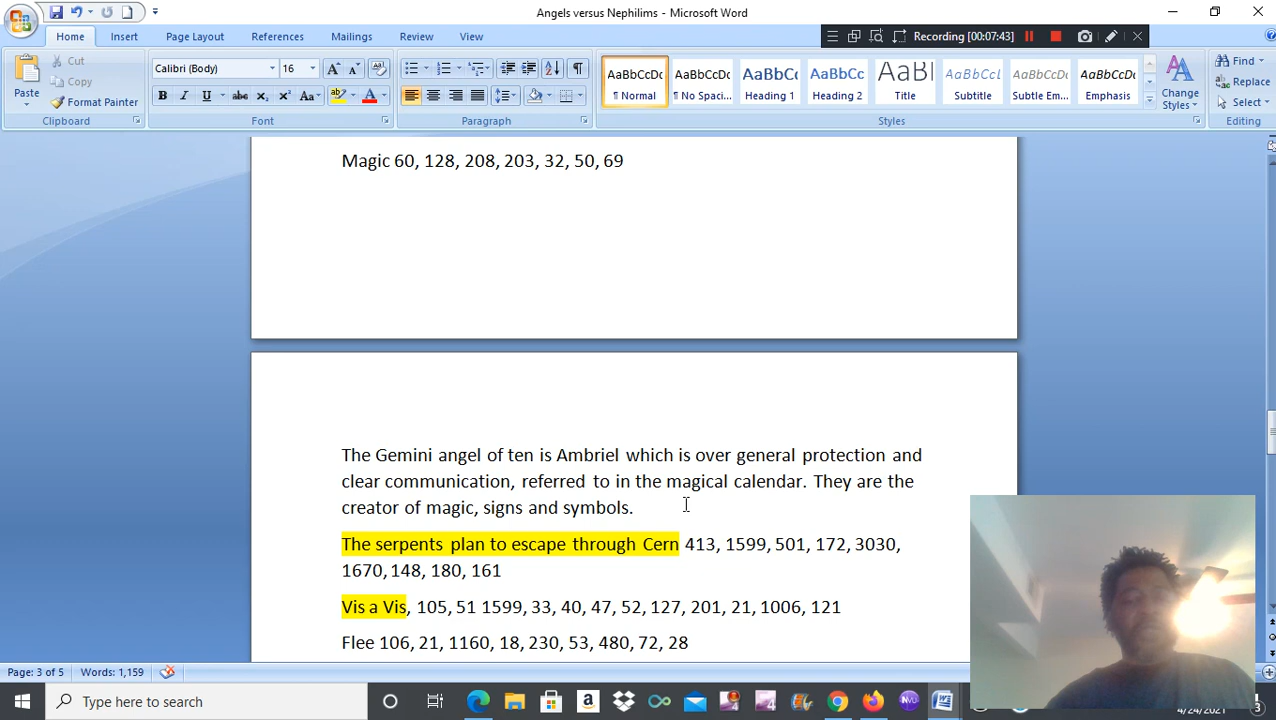 Angels versus Nephilims - Microsoft Word
Home Insert Page Layout References Mailings Review View
Recording [00:07:43]
Paste
Cut
Copy
Format Painter
Clipboard
Calibri (Body) 16
Font
Paragraph
AaBbCcDc AaBbCcDc AaBbCc AaBbCc AaBl AaBbCcL AaBbCcDc AaBbCcDc
¶ Normal ¶ No Spaci... Heading 1 Heading 2 Title Subtitle Subtle Em... Emphasis
Change
Styles
Styles
Find
Replace
Select
Editing
Magic 60, 128, 208, 203, 32, 50, 69
The Gemini angel of ten is Ambriel which is over general protection and
clear communication, referred to in the magical calendar. They are the
creator of magic, signs and symbols.
The serpents plan to escape through Cern 413, 1599, 501, 172, 3030,
1670, 148, 180, 161
Vis a Vis, 105, 51 1599, 33, 40, 47, 52, 127, 201, 21, 1006, 121
Flee 106, 21, 1160, 18, 230, 53, 480, 72, 28
Page: 3 of 5 Words: 1,159
Type here to search
4/24/2021